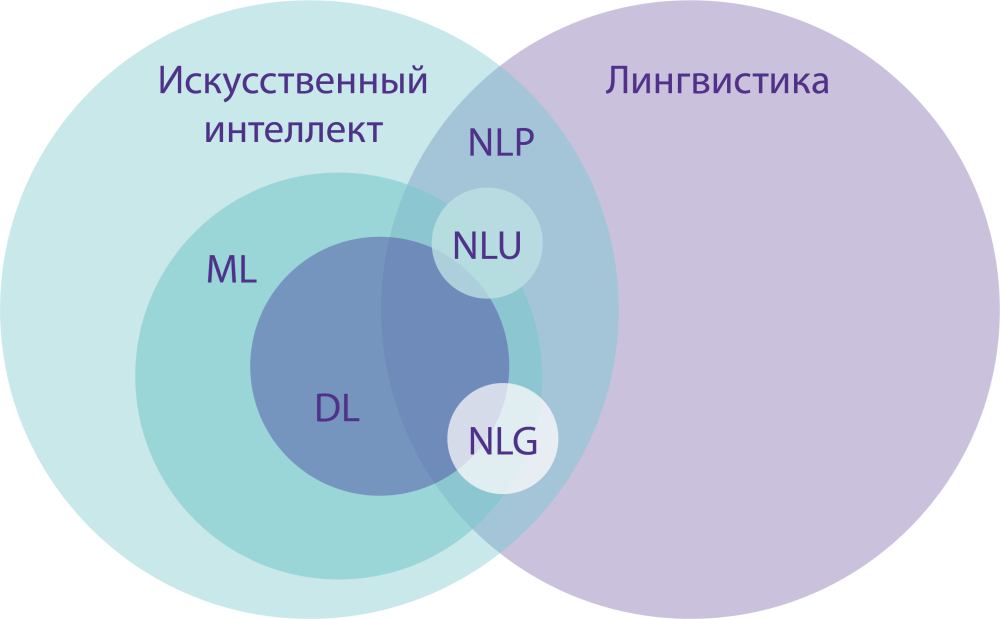 Искусственный
интеллект
Лингвистика
NLP
NLU
ML
DL
NLG